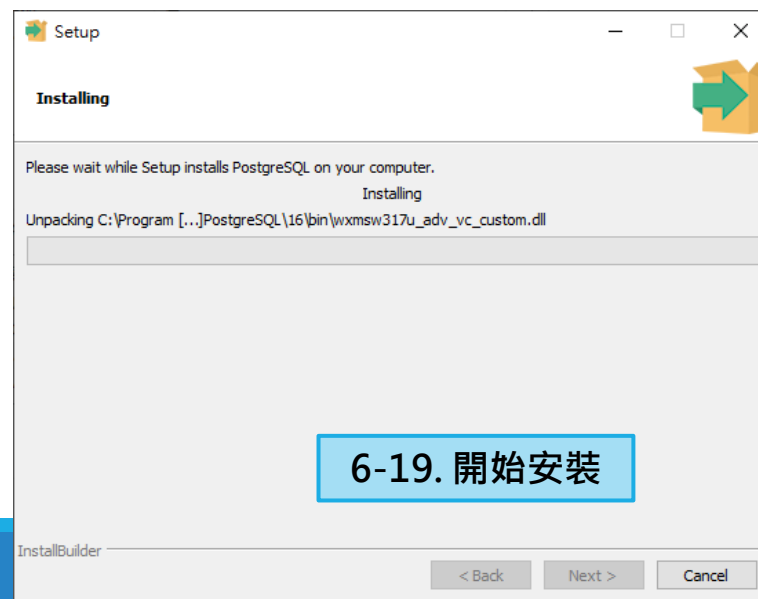 Setup
Installing
Please wait while Setup installs PostgreSQL on your computer.
Installing
Unpacking C:\Program [...]PostgreSQL\16\bin\wxmsw317u_adv_vc_custom.dll
6-19. 開始安裝
InstallBuilder
< Back Next > Cancel